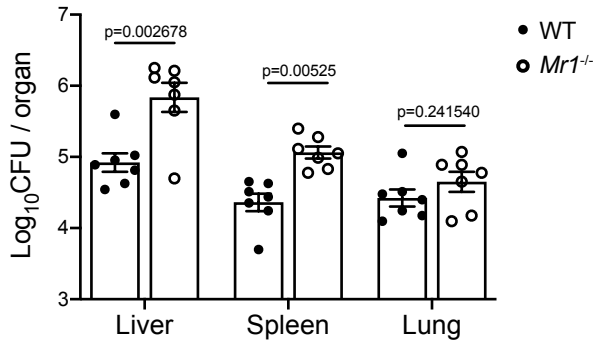 7
6
5
4
3
Log₁₀CFU / organ
p=0.002678
p=0.00525
p=0.241540
WT
Mr1⁻/⁻
Liver
Spleen
Lung